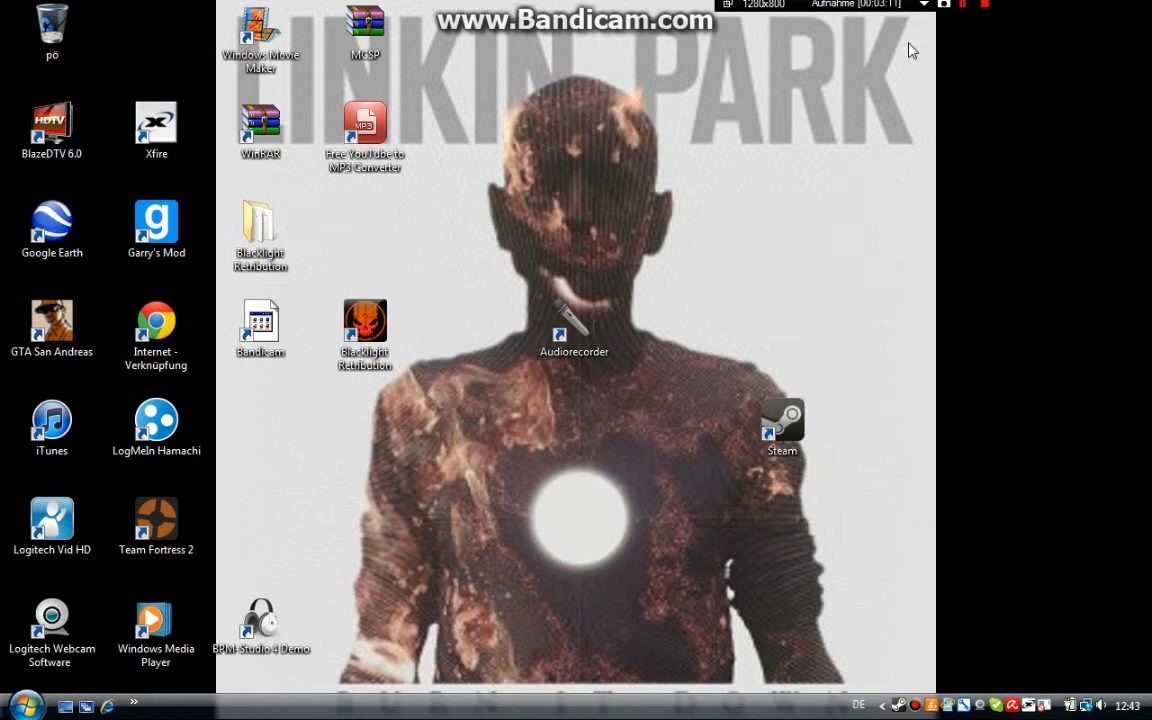 www.Bandicam.com
1280x800
Aufnahme [00:03:11]
LINKIN PARK
pö
Windows Movie
Maker
MCSP
BlazeDTV 6.0
Xfire
WinRAR
MP3
Free YouTube to
MP3 Converter
HDTV
Google Earth
Garry's Mod
Blacklight
Retribution
GTA San Andreas
Internet -
Verknüpfung
Bandicam
Blacklight
Retribution
Audiorecorder
iTunes
LogMeIn Hamachi
Steam
Logitech Vid HD
Team Fortress 2
Logitech Webcam
Software
Windows Media
Player
BPM-Studio 4 Demo
DE
12:43